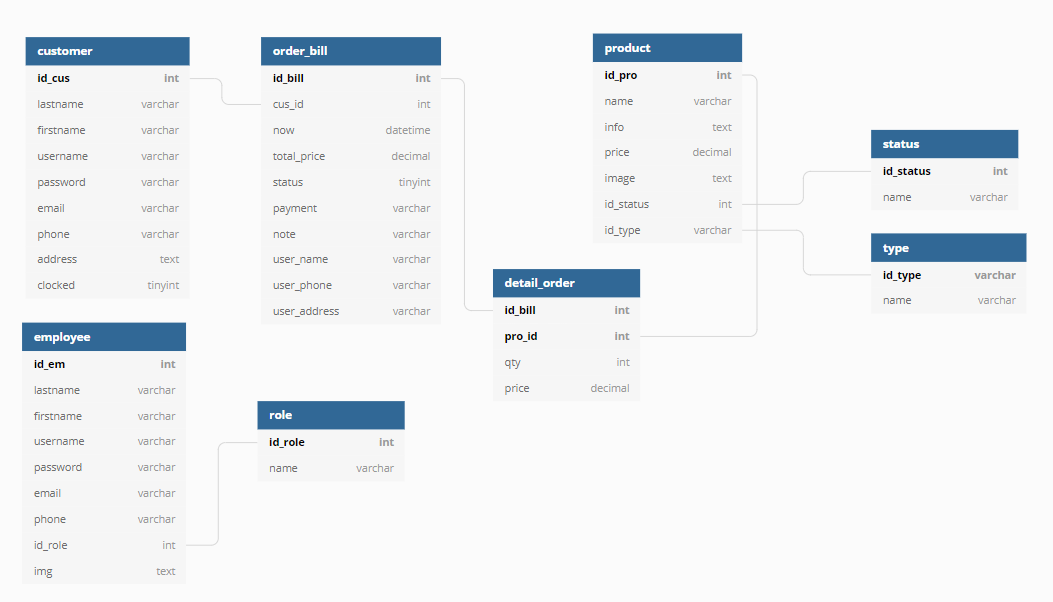 customer
id_cus int
lastname varchar
firstname varchar
username varchar
password varchar
email varchar
phone varchar
address text
clocked tinyint
order_bill
id_bill int
cus_id int
now datetime
total_price decimal
status tinyint
payment varchar
note varchar
user_name varchar
user_phone varchar
user_address varchar
product
id_pro int
name varchar
info text
price decimal
image text
id_status int
id_type varchar
status
id_status int
name varchar
type
id_type varchar
name varchar
detail_order
id_bill int
pro_id int
qty int
price decimal
employee
id_em int
lastname varchar
firstname varchar
username varchar
password varchar
email varchar
phone varchar
id_role int
img text
role
id_role int
name varchar